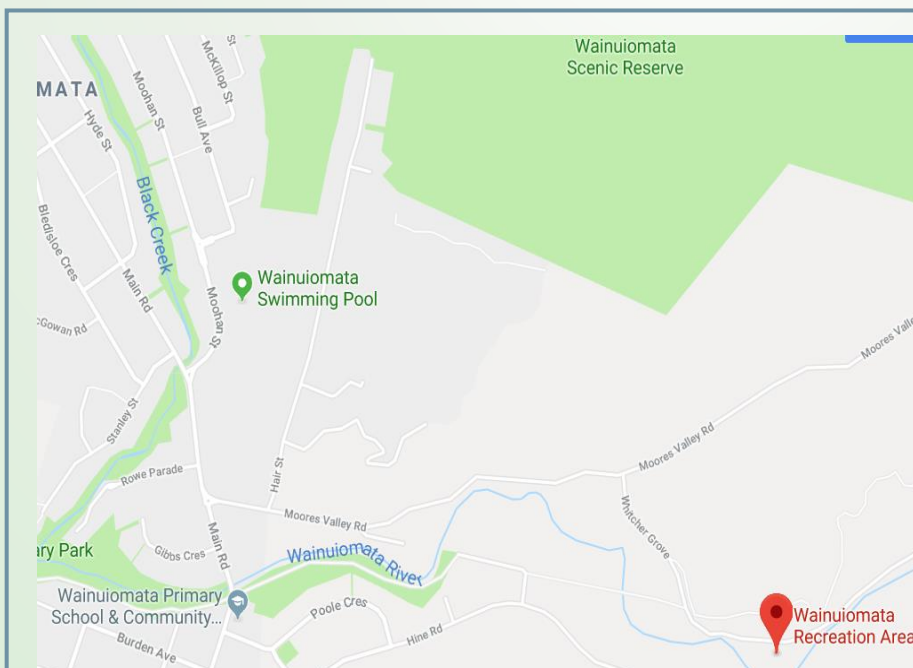 Wainuiomata
Scenic Reserve
MATA
McKillop St
St
Moohan St
Bull Ave
Hyde St
Black Creek
Bledisloe Cres
Main Rd
Moohan St
Wainuiomata
Swimming Pool
cGowan Rd
Moores Valley
Stanley St
Moores Valley Rd
Rowe Parade
Hair St
Whitcher Grove
Moores Valley Rd
Main Rd
ary Park
Gibbs Cres
Wainuiomata River
Wainuiomata Primary
School & Community...
Poole Cres
Hine Rd
Burden Ave
Wainuiomata
Recreation Area